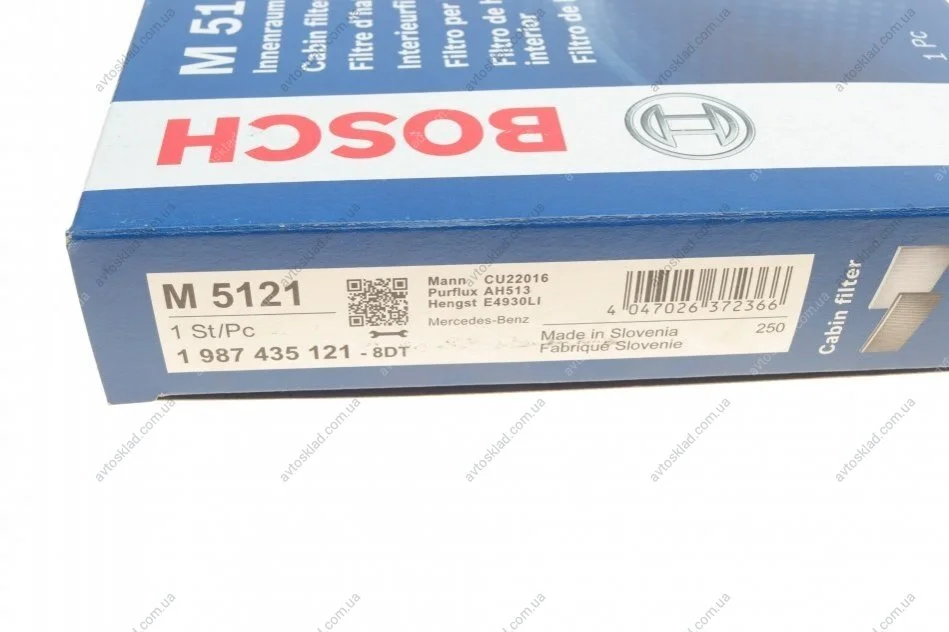 M 51
Innenraum
Cabin filte
Filtre d'ha
Interieurfi
Filtro per
Filtro de h
interior
Filtro de h
1 PC
BOSCH
M 5121
1 St/Pc
1 987 435 121 - 8DT
Mann CU22016
Purflux AH513
Hengst E4930LI
Mercedes-Benz
4 047026 372366
Made in Slovenia 250
Fabriqué Slovenie
Cabin filter
avtosklad.com.ua